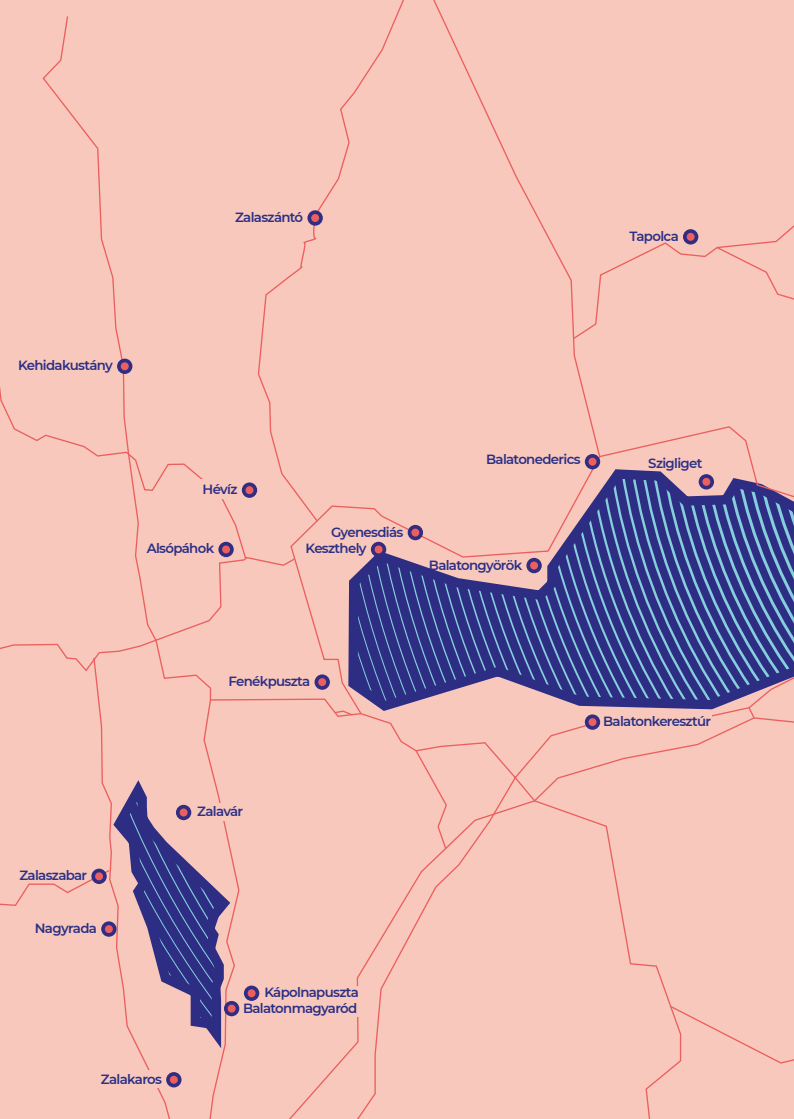 Zalaszántó
Tapolca
Kehidakustány
Balatonederics
Szigliget
Hévíz
Gyenesdiás
Keszthely
Alsópáhok
Balatongyörök
Fenékpuszta
Balatonkeresztúr
Zalavár
Zalaszabar
Nagyrada
Kápolnapuszta
Balatonmagyaród
Zalakaros